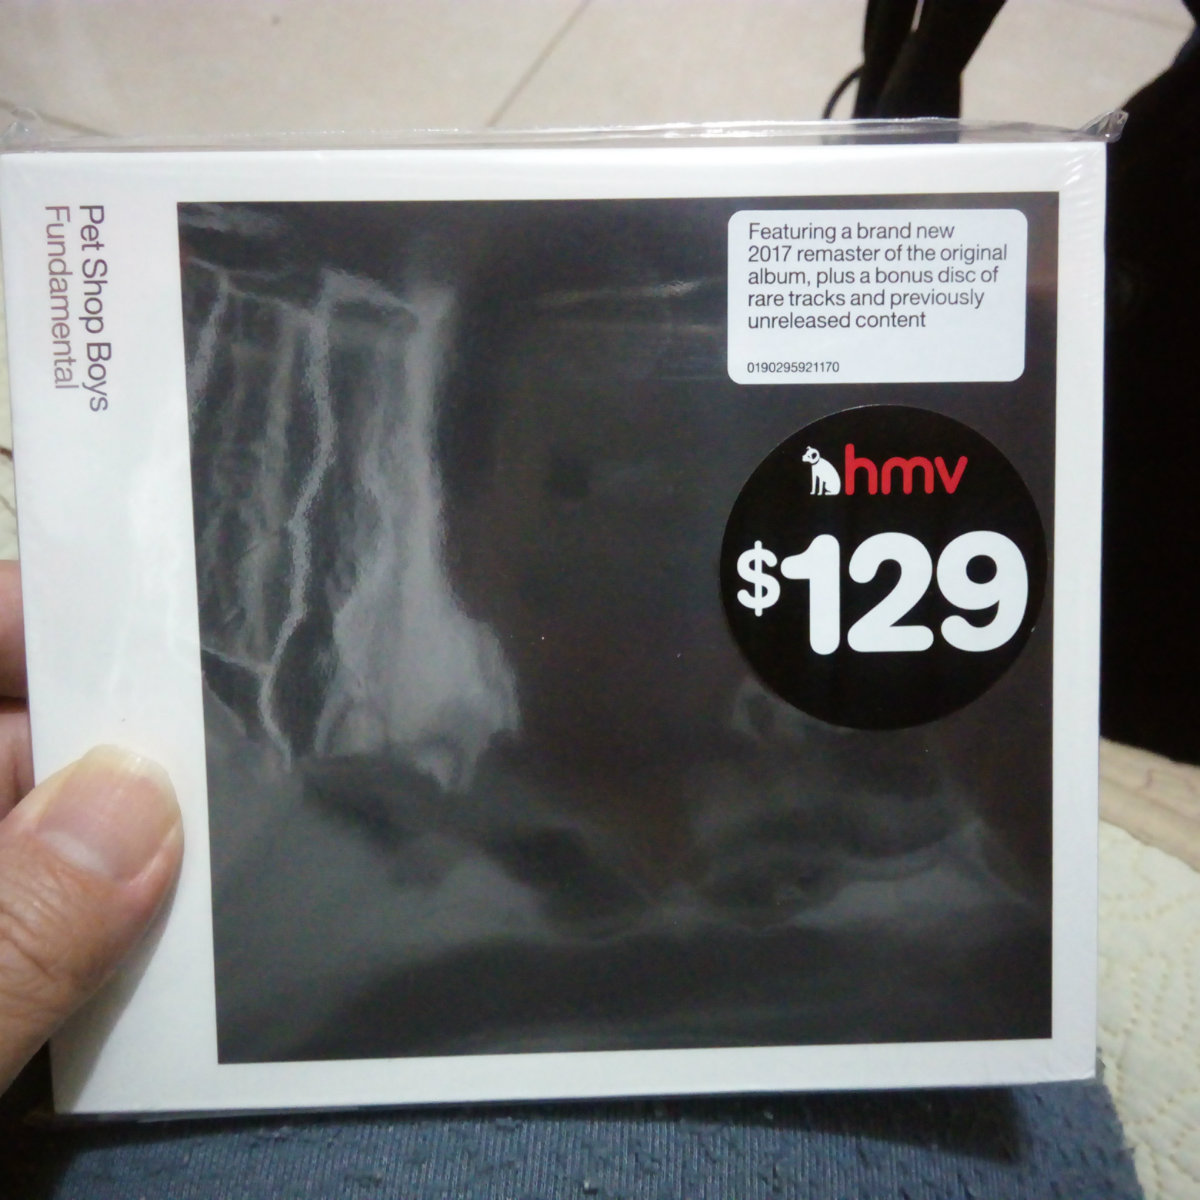 Pet Shop Boys
Fundamental
Featuring a brand new
2017 remaster of the original
album, plus a bonus disc of
rare tracks and previously
unreleased content
0190295921170
hmv
$129